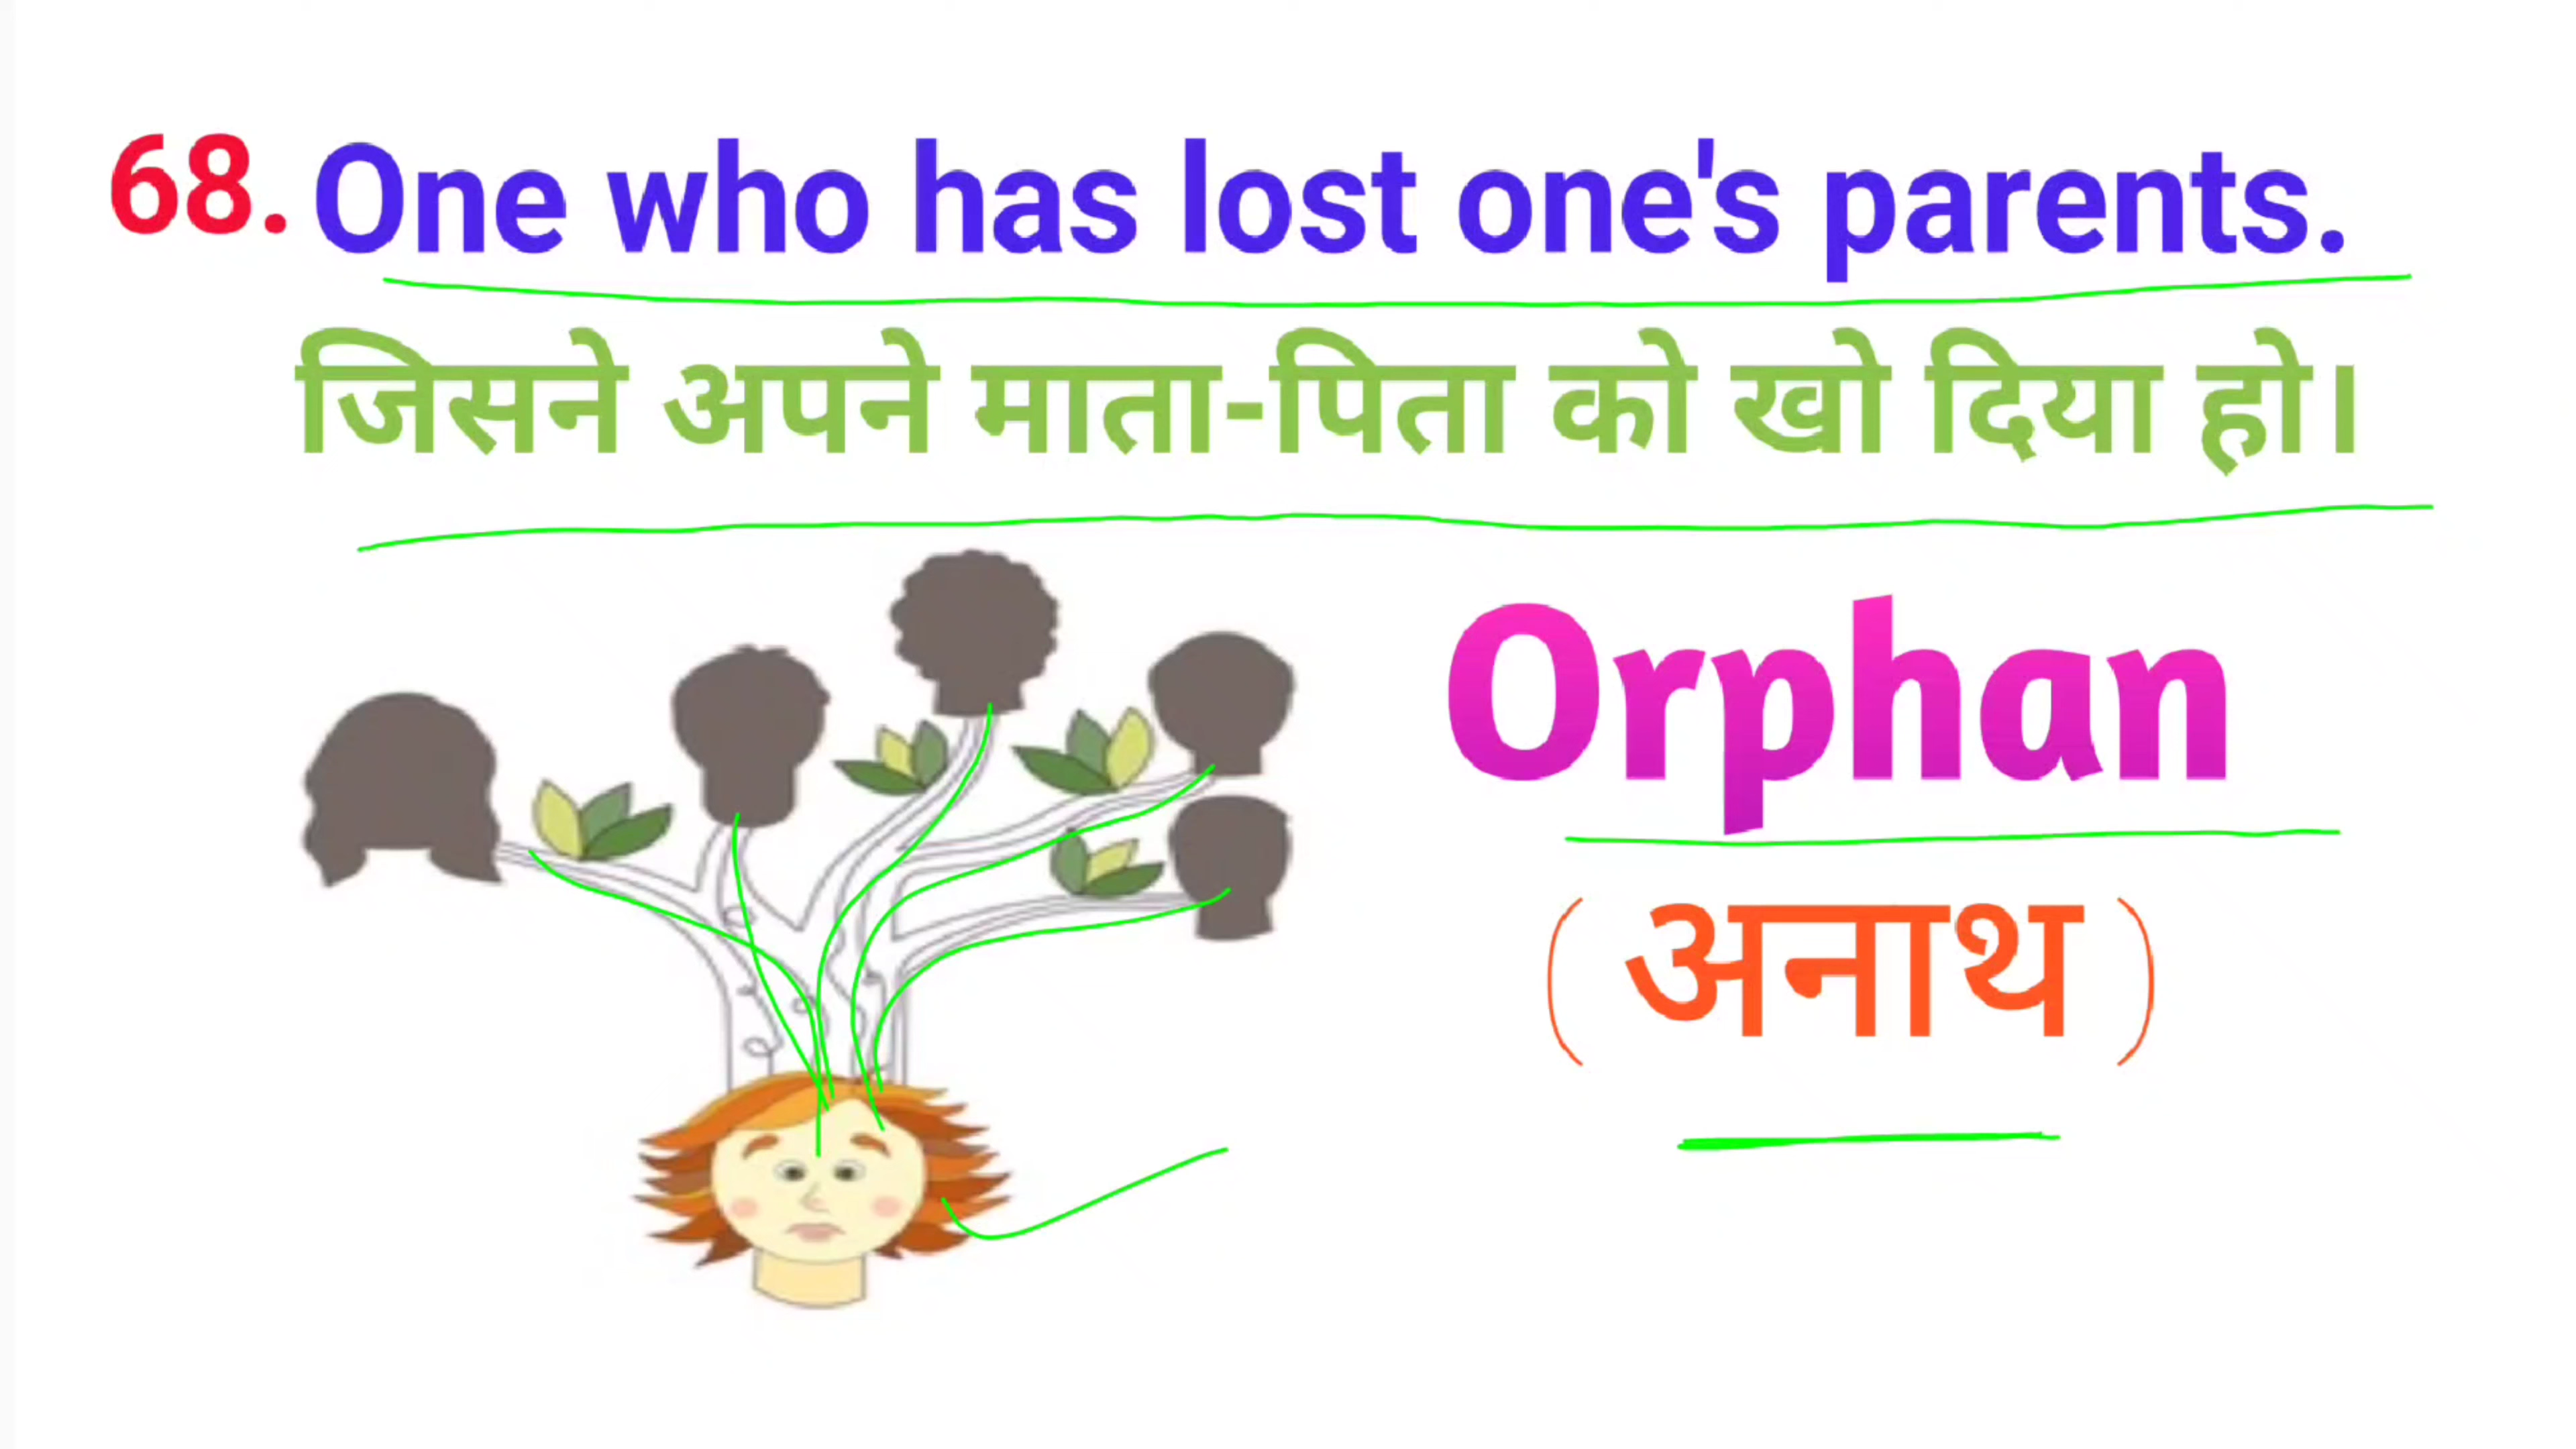 68. One who has lost one's parents.
जिसने अपने माता-पिता को खो दिया हो।
Orphan
( अनाथ )